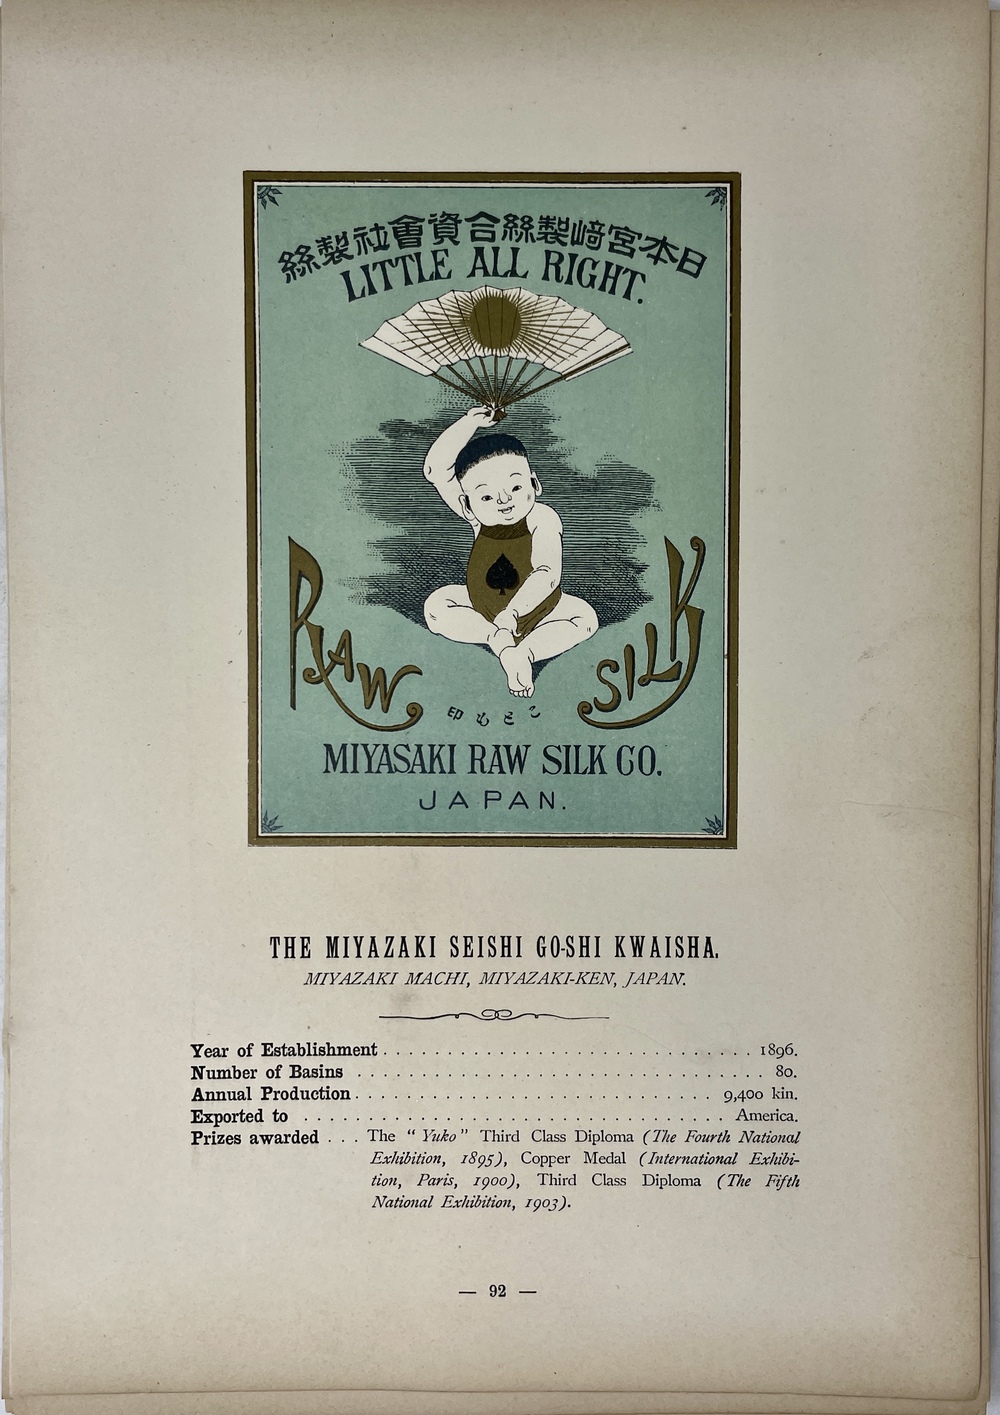 日本宮﨑製絲合資會社製絲
LITTLE ALL RIGHT.
RAW SILK
こども印
MIYASAKI RAW SILK CO.
JAPAN.
THE MIYAZAKI SEISHI GO-SHI KWAISHA.
MIYAZAKI MACHI, MIYAZAKI-KEN, JAPAN.
Year of Establishment . . . . . . . . . . . . . . . . . . . . . . . . . . . . . 1896.
Number of Basins . . . . . . . . . . . . . . . . . . . . . . . . . . . . . . . . 80.
Annual Production . . . . . . . . . . . . . . . . . . . . . . . . . . . . 9,400 kin.
Exported to . . . . . . . . . . . . . . . . . . . . . . . . . . . . . . . . . America.
Prizes awarded . . . The “Yuko” Third Class Diploma (The Fourth National
Exhibition, 1895), Copper Medal (International Exhibi-
tion, Paris, 1900), Third Class Diploma (The Fifth
National Exhibition, 1903).
— 92 —